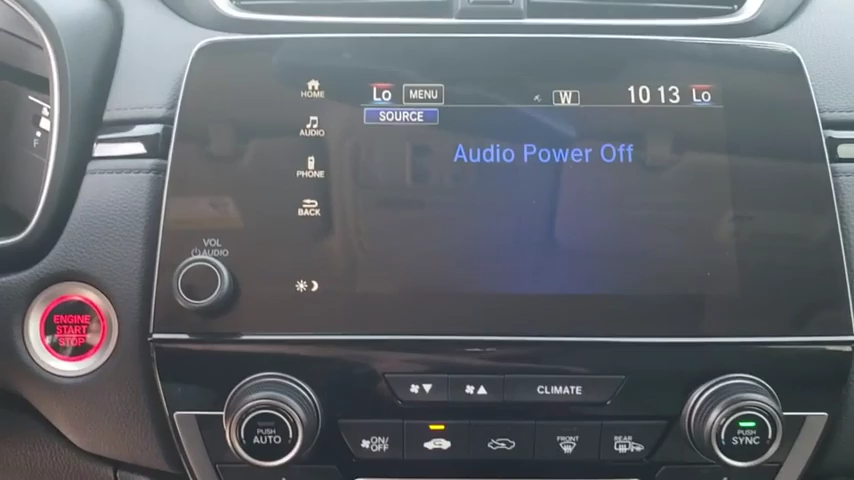 HOME
Lo
MENU
W
10 13
Lo
SOURCE
AUDIO
Audio Power Off
PHONE
BACK
VOL
AUDIO
F
ENGINE
START
STOP
CLIMATE
PUSH
AUTO
ON/
OFF
FRONT
REAR
PUSH
SYNC